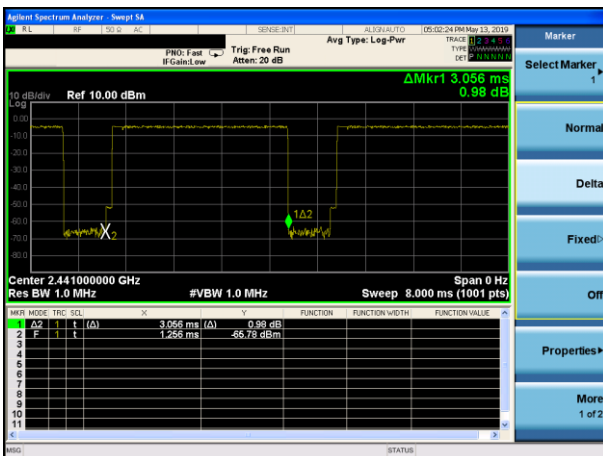 Agilent Spectrum Analyzer - Swept SA
RL RF 50 Ω AC SENSE:INT ALIGN AUTO 05:02:24 PM May 13, 2019
Avg Type: Log-Pwr TRACE 1 2 3 4 5 6
PNO: Fast Trig: Free Run TYPE WWWWWW
IFGain:Low Atten: 20 dB DET P N N N N N
ΔMkr1 3.056 ms
10 dB/div Ref 10.00 dBm 0.98 dB
Log
0.00
-10.0
-20.0
-30.0
-40.0
-50.0
-60.0
-70.0
-80.0
1Δ2
X2
Center 2.441000000 GHz Span 0 Hz
Res BW 1.0 MHz #VBW 1.0 MHz Sweep 8.000 ms (1001 pts)
MKR MODE TRC SCL X Y FUNCTION FUNCTION WIDTH FUNCTION VALUE
1 Δ2 1 t (Δ) 3.056 ms (Δ) 0.98 dB
2 F 1 t 1.256 ms -65.78 dBm
3
4
5
6
7
8
9
10
11
MSG STATUS
Marker
Select Marker
1
Normal
Delta
Fixed
Off
Properties
More
1 of 2